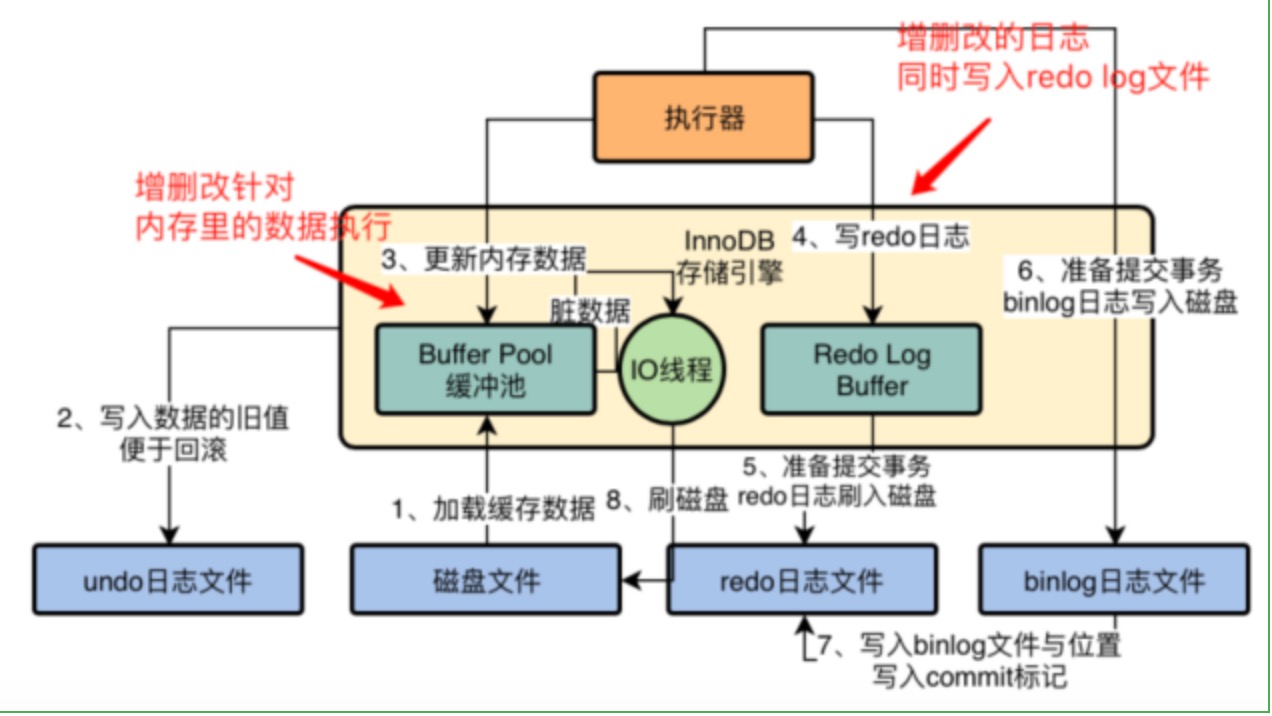 增删改的日志
同时写入redo log文件
执行器
增删改针对
内存里的数据执行
InnoDB
存储引擎
4、写redo日志
3、更新内存数据
6、准备提交事务
binlog日志写入磁盘
脏数据
Buffer Pool
缓冲池
IO线程
Redo Log
Buffer
2、写入数据的旧值
便于回滚
5、准备提交事务
redo日志刷入磁盘
1、加载缓存数据
8、刷磁盘
undo日志文件
磁盘文件
redo日志文件
binlog日志文件
7、写入binlog文件与位置
写入commit标记